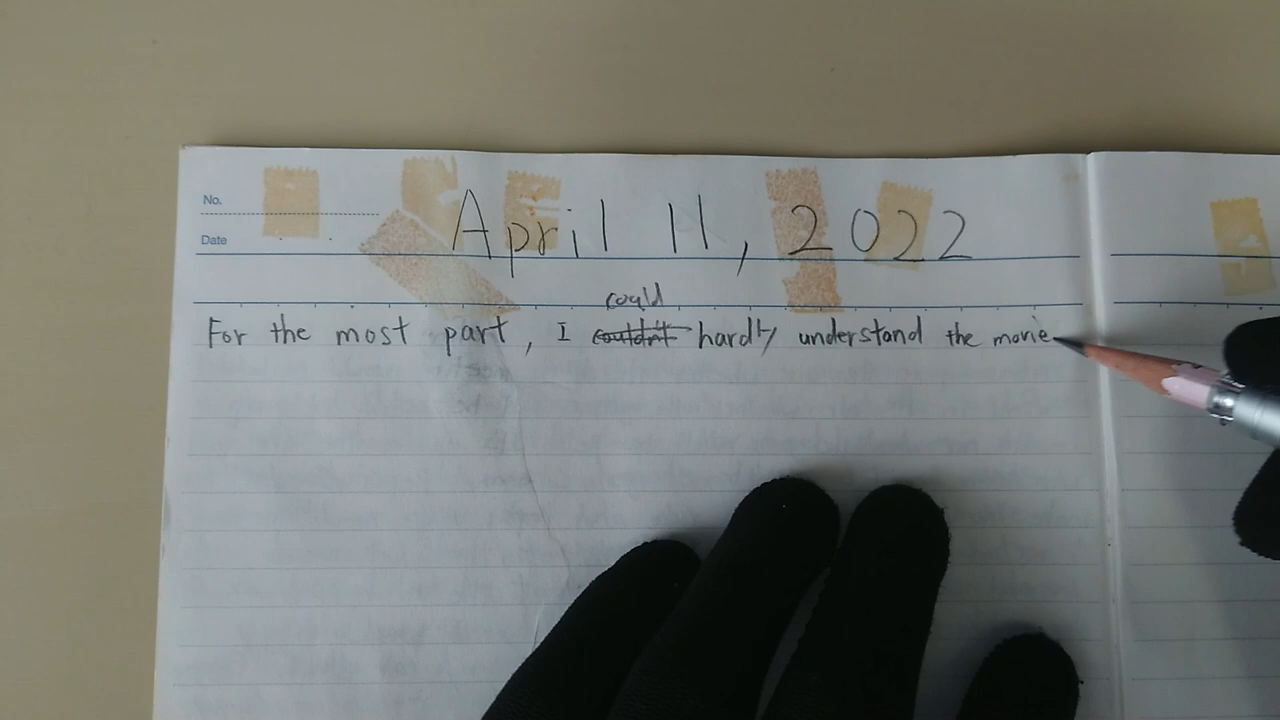 No.
Date
April 11, 2022
could
For the most part, I couldn't hardly understand the movie